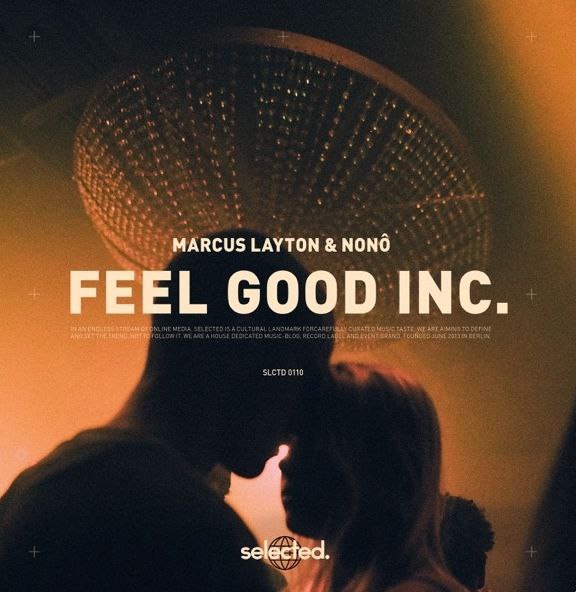 MARCUS LAYTON & NONÔ
FEEL GOOD INC.
IN AN ENDLESS STREAM OF ONLINE MEDIA, SELECTED IS A CULTURAL LANDMARK FORCAREFULLY CURATED MUSIC TASTE. WE ARE AIMING TO DEFINE
AND SET THE TREND, NOT TO FOLLOW IT. WE ARE A HOUSE DEDICATED MUSIC-BLOG, RECORD LABEL AND EVENT BRAND, FOUNDED JUNE 2013 IN BERLIN.
SLCTD 0110
selected.